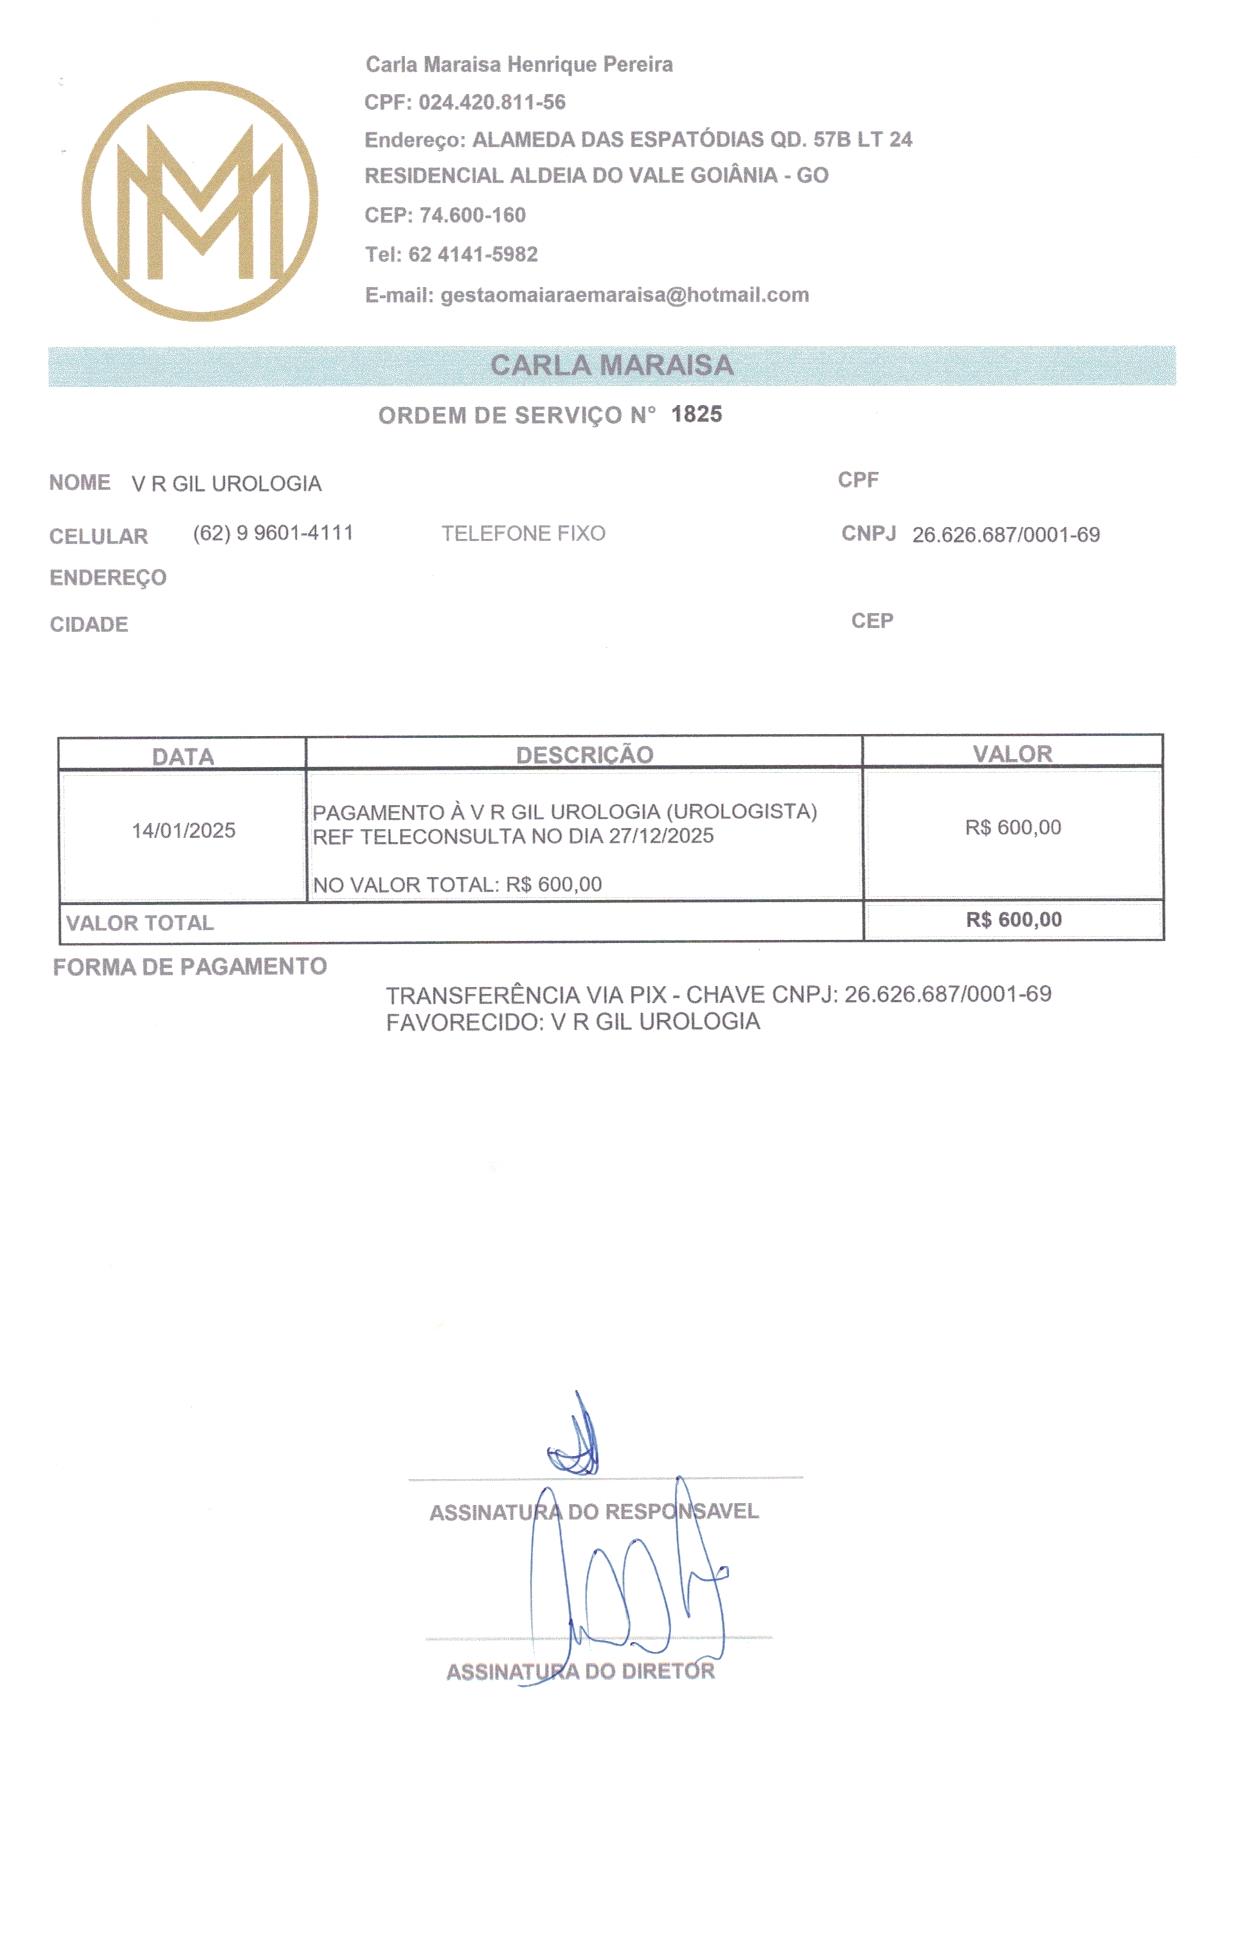 Carla Maraisa Henrique Pereira
CPF: 024.420.811-56
Endereço: ALAMEDA DAS ESPATÓDIAS QD. 57B LT 24
RESIDENCIAL ALDEIA DO VALE GOIÂNIA - GO
CEP: 74.600-160
Tel: 62 4141-5982
E-mail: gestaomaiaraemaraisa@hotmail.com
CARLA MARAISA
ORDEM DE SERVIÇO N° 1825
NOME V R GIL UROLOGIA CPF
CELULAR (62) 9 9601-4111 TELEFONE FIXO CNPJ 26.626.687/0001-69
ENDEREÇO
CIDADE CEP
DATA DESCRIÇÃO VALOR
PAGAMENTO À V R GIL UROLOGIA (UROLOGISTA)
14/01/2025 REF TELECONSULTA NO DIA 27/12/2025 R$ 600,00
NO VALOR TOTAL: R$ 600,00
VALOR TOTAL R$ 600,00
FORMA DE PAGAMENTO
TRANSFERÊNCIA VIA PIX - CHAVE CNPJ: 26.626.687/0001-69
FAVORECIDO: V R GIL UROLOGIA
ASSINATURA DO RESPONSAVEL
ASSINATURA DO DIRETOR